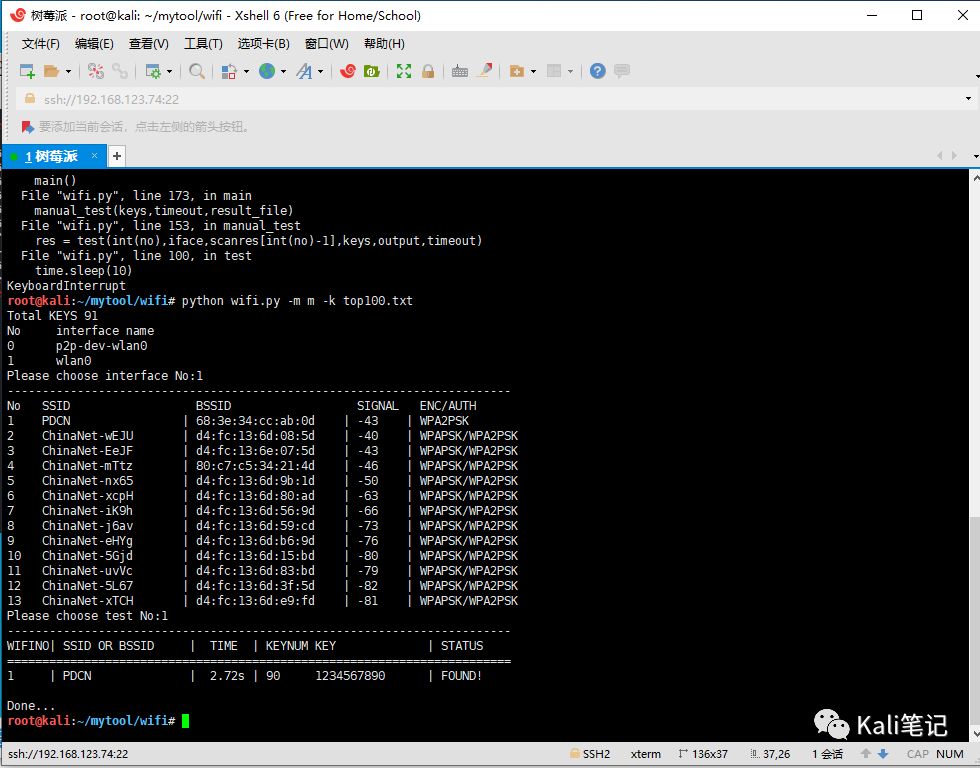 树莓派 - root@kali: ~/mytool/wifi - Xshell 6 (Free for Home/School)
文件(F) 编辑(E) 查看(V) 工具(T) 选项卡(B) 窗口(W) 帮助(H)
ssh://192.168.123.74:22
要添加当前会话，点击左侧的箭头按钮。
1 树莓派 × +
main()
File "wifi.py", line 173, in main
manual_test(keys,timeout,result_file)
File "wifi.py", line 153, in manual_test
res = test(int(no),iface,scanres[int(no)-1],keys,output,timeout)
File "wifi.py", line 100, in test
time.sleep(10)
KeyboardInterrupt
root@kali:~/mytool/wifi# python wifi.py -m m -k top100.txt
Total KEYS 91
No interface name
0 p2p-dev-wlan0
1 wlan0
Please choose interface No:1
------------------------------------------------------------------------
No SSID BSSID SIGNAL ENC/AUTH
1 PDCN | 68:3e:34:cc:ab:0d | -43 | WPA2PSK
2 ChinaNet-wEJU | d4:fc:13:6d:08:5d | -40 | WPAPSK/WPA2PSK
3 ChinaNet-EeJF | d4:fc:13:6e:07:5d | -43 | WPAPSK/WPA2PSK
4 ChinaNet-mTtz | 80:c7:c5:34:21:4d | -46 | WPAPSK/WPA2PSK
5 ChinaNet-nx65 | d4:fc:13:6d:9b:1d | -50 | WPAPSK/WPA2PSK
6 ChinaNet-xcpH | d4:fc:13:6d:80:ad | -63 | WPAPSK/WPA2PSK
7 ChinaNet-iK9h | d4:fc:13:6d:56:9d | -66 | WPAPSK/WPA2PSK
8 ChinaNet-j6av | d4:fc:13:6d:59:cd | -73 | WPAPSK/WPA2PSK
9 ChinaNet-eHYg | d4:fc:13:6d:b6:9d | -76 | WPAPSK/WPA2PSK
10 ChinaNet-5Gjd | d4:fc:13:6d:15:bd | -80 | WPAPSK/WPA2PSK
11 ChinaNet-uvVc | d4:fc:13:6d:83:bd | -79 | WPAPSK/WPA2PSK
12 ChinaNet-5L67 | d4:fc:13:6d:3f:5d | -82 | WPAPSK/WPA2PSK
13 ChinaNet-xTCH | d4:fc:13:6d:e9:fd | -81 | WPAPSK/WPA2PSK
Please choose test No:1
------------------------------------------------------------------------
WIFINO| SSID OR BSSID | TIME | KEYNUM KEY | STATUS
========================================================================
1 | PDCN | 2.72s | 90 1234567890 | FOUND!
Done...
root@kali:~/mytool/wifi#
Kali笔记
ssh://192.168.123.74:22 SSH2 xterm 136x37 37,26 1 会话 CAP NUM